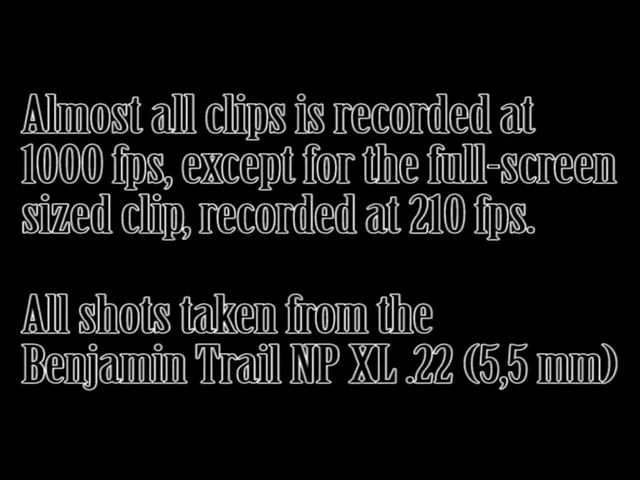 Almost all clips is recorded at
1000 fps, except for the full-screen
sized clip, recorded at 210 fps.
All shots taken from the
Benjamin Trail NP XL .22 (5,5 mm)